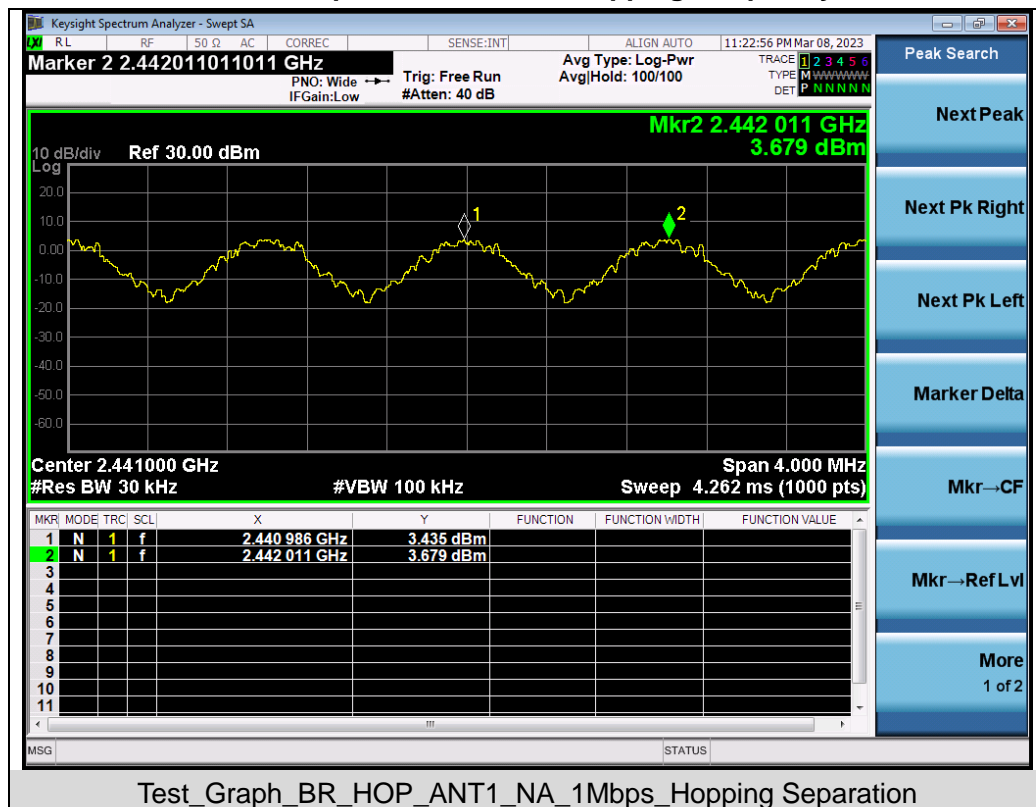 Keysight Spectrum Analyzer - Swept SA
LXI RL RF 50 Ω AC CORREC SENSE:INT ALIGN AUTO 11:22:56 PM Mar 08, 2023
Marker 2 2.442011011011 GHz
PNO: Wide
IFGain:Low
Trig: Free Run
#Atten: 40 dB
Avg Type: Log-Pwr
Avg|Hold: 100/100
TRACE 1 2 3 4 5 6
TYPE M WWWWW
DET P N N N N N
Mkr2 2.442 011 GHz
3.679 dBm
10 dB/div Ref 30.00 dBm
Log
20.0
10.0
0.00
-10.0
-20.0
-30.0
-40.0
-50.0
-60.0
1
2
Center 2.441000 GHz Span 4.000 MHz
#Res BW 30 kHz #VBW 100 kHz Sweep 4.262 ms (1000 pts)
MKR MODE TRC SCL X Y FUNCTION FUNCTION WIDTH FUNCTION VALUE
1 N 1 f 2.440 986 GHz 3.435 dBm
2 N 1 f 2.442 011 GHz 3.679 dBm
3
4
5
6
7
8
9
10
11
MSG STATUS
Peak Search
Next Peak
Next Pk Right
Next Pk Left
Marker Delta
Mkr→CF
Mkr→Ref Lvl
More
1 of 2
Test_Graph_BR_HOP_ANT1_NA_1Mbps_Hopping Separation